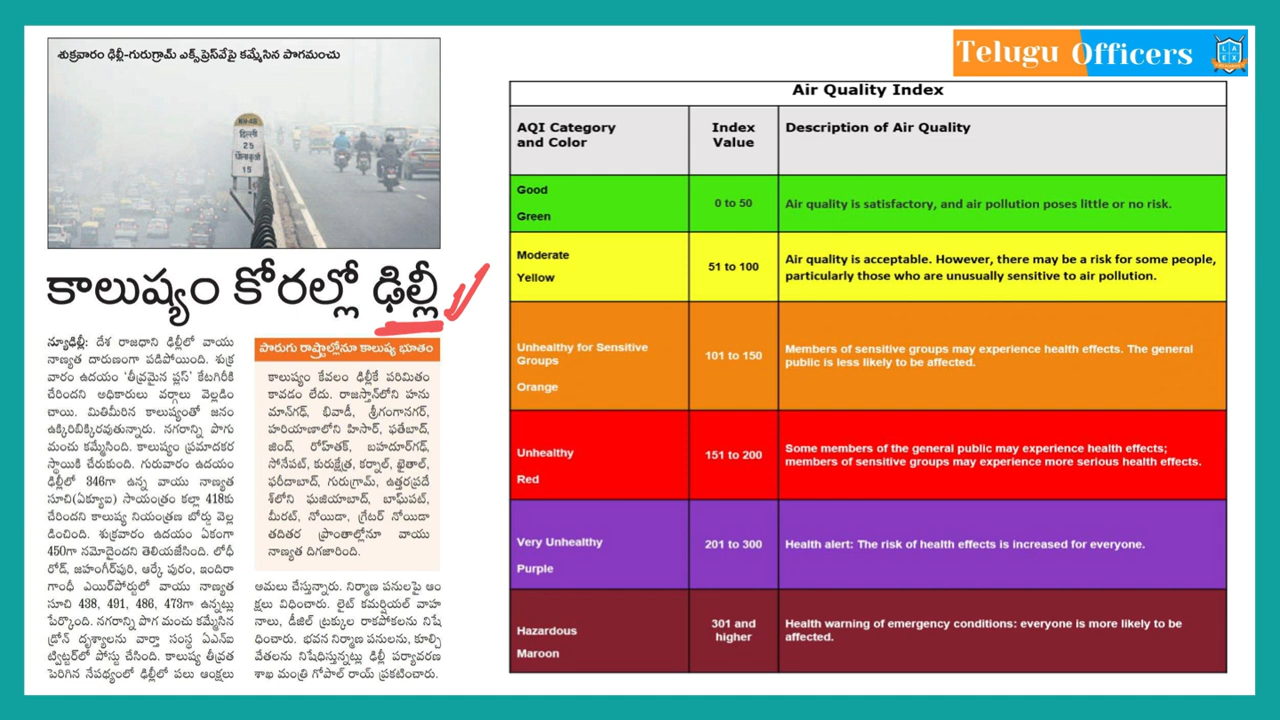 శుక్రవారం ఢిల్లీ-గురుగ్రామ్ ఎక్స్‌ప్రెస్‌వేపై కమ్మేసిన పొగమంచు
दिल्ली
25
15
కాలుష్యం కోరల్లో ఢిల్లీ
న్యూఢిల్లీ: దేశ రాజధాని ఢిల్లీలో వాయు
నాణ్యత దారుణంగా పడిపోయింది. శుక్ర
వారం ఉదయం 'తీవ్రమైన ప్లస్' కేటగిరీకి
చేరిందని అధికారులు వర్గాలు వెల్లడిం
చాయి. మితిమీరిన కాలుష్యంతో జనం
ఉక్కిరిబిక్కిరవుతున్నారు. నగరాన్ని పొగు
మంచు కమ్మేసింది. కాలుష్యం ప్రమాదకర
స్థాయికి చేరుకుంది. గురువారం ఉదయం
ఢిల్లీలో 346గా ఉన్న వాయు నాణ్యత
సూచి(ఏక్యూఐ) సాయంత్రం కల్లా 418కు
చేరిందని కాలుష్య నియంత్రణ బోర్డు వెల్ల
డించింది. శుక్రవారం ఉదయం ఏకంగా
450గా నమోదైందని తెలియజేసింది. లోధీ
రోడ్, జహంగీర్‌పురి, ఆర్కే పురం, ఇందిరా
గాంధీ ఎయిర్‌పోర్టులో వాయు నాణ్యత
సూచి 438, 491, 486, 473గా ఉన్నట్లు
పేర్కొంది. నగరాన్ని పొగ మంచు కమ్మేసిన
డ్రోన్ దృశ్యాలను వార్తా సంస్థ ఏఎన్ఐ
ట్విట్టర్‌లో పోస్టు చేసింది. కాలుష్య తీవ్రత
పెరిగిన నేపథ్యంలో ఢిల్లీలో పలు ఆంక్షలు
పొరుగు రాష్ట్రాల్లోనూ కాలుష్య భూతం
కాలుష్యం కేవలం ఢిల్లీకే పరిమితం
కావడం లేదు. రాజస్తాన్‌లోని హను
మాన్‌గఢ్, భివాడీ, శ్రీగంగానగర్,
హరియాణాలోని హిసార్, ఫతేబాద్,
జింద్, రోహ్‌తక్, బహదూర్‌గఢ్,
సోనేపట్, కురుక్షేత్ర, కర్నాల్, ఖైతాల్,
ఫరీదాబాద్, గురుగ్రామ్, ఉత్తరప్రదే
శ్‌లోని ఘజియాబాద్, బాఘ్‌పట్,
మీరట్, నోయిడా, గ్రేటర్ నోయిడా
తదితర ప్రాంతాల్లోనూ వాయు
నాణ్యత దిగజారింది.
అమలు చేస్తున్నారు. నిర్మాణ పనులపై ఆం
క్షలు విధించారు. లైట్ కమర్షియల్ వాహ
నాలు, డీజిల్ ట్రక్కుల రాకపోకలను నిషే
ధించారు. భవన నిర్మాణ పనులను, కూల్చి
వేతలను నిషేధిస్తున్నట్లు ఢిల్లీ పర్యావరణ
శాఖ మంత్రి గోపాల్ రాయ్ ప్రకటించారు.
Telugu Officers
Air Quality Index
AQI Category and Color
Index Value
Description of Air Quality
Good
Green
0 to 50
Air quality is satisfactory, and air pollution poses little or no risk.
Moderate
Yellow
51 to 100
Air quality is acceptable. However, there may be a risk for some people,
particularly those who are unusually sensitive to air pollution.
Unhealthy for Sensitive
Groups
Orange
101 to 150
Members of sensitive groups may experience health effects. The general
public is less likely to be affected.
Unhealthy
Red
151 to 200
Some members of the general public may experience health effects;
members of sensitive groups may experience more serious health effects.
Very Unhealthy
Purple
201 to 300
Health alert: The risk of health effects is increased for everyone.
Hazardous
Maroon
301 and
higher
Health warning of emergency conditions: everyone is more likely to be
affected.